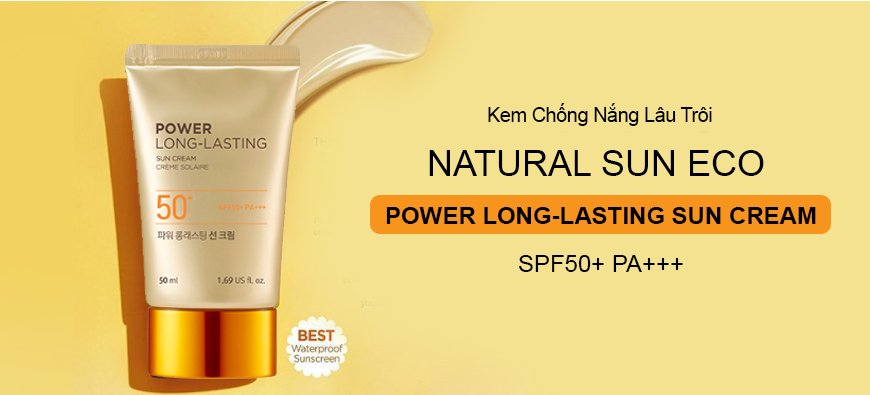 POWER
LONG-LASTING
SUN CREAM
CRÈME SOLAIRE
50+
SPF50+ PA+++
파워 롱래스팅 선 크림
50 ml
1.69 US fl. oz.
BEST
Waterproof
Sunscreen
Kem Chống Nắng Lâu Trôi
NATURAL SUN ECO
POWER LONG-LASTING SUN CREAM
SPF50+ PA+++